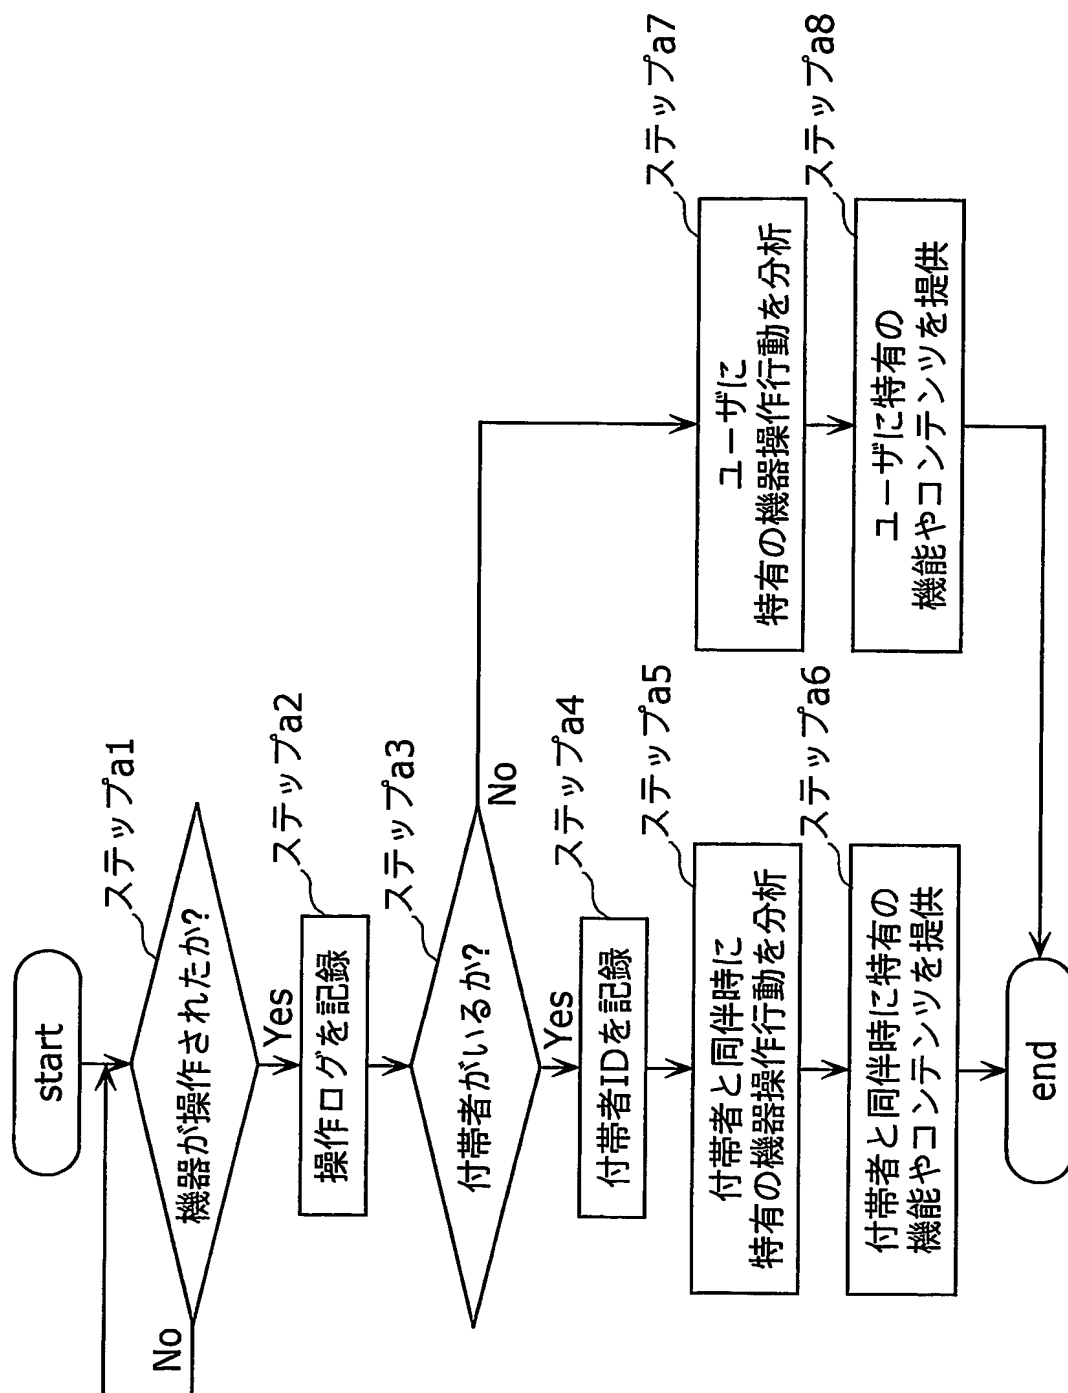 start
ステップa1
機器が操作されたか?
No
Yes
ステップa2
操作ログを記録
ステップa3
付帯者がいるか?
No
Yes
ステップa4
付帯者IDを記録
ステップa5
付帯者と同伴時に
特有の機器操作行動を分析
ステップa6
付帯者と同伴時に特有の
機能やコンテンツを提供
ステップa7
ユーザに
特有の機器操作行動を分析
ステップa8
ユーザに特有の
機能やコンテンツを提供
end